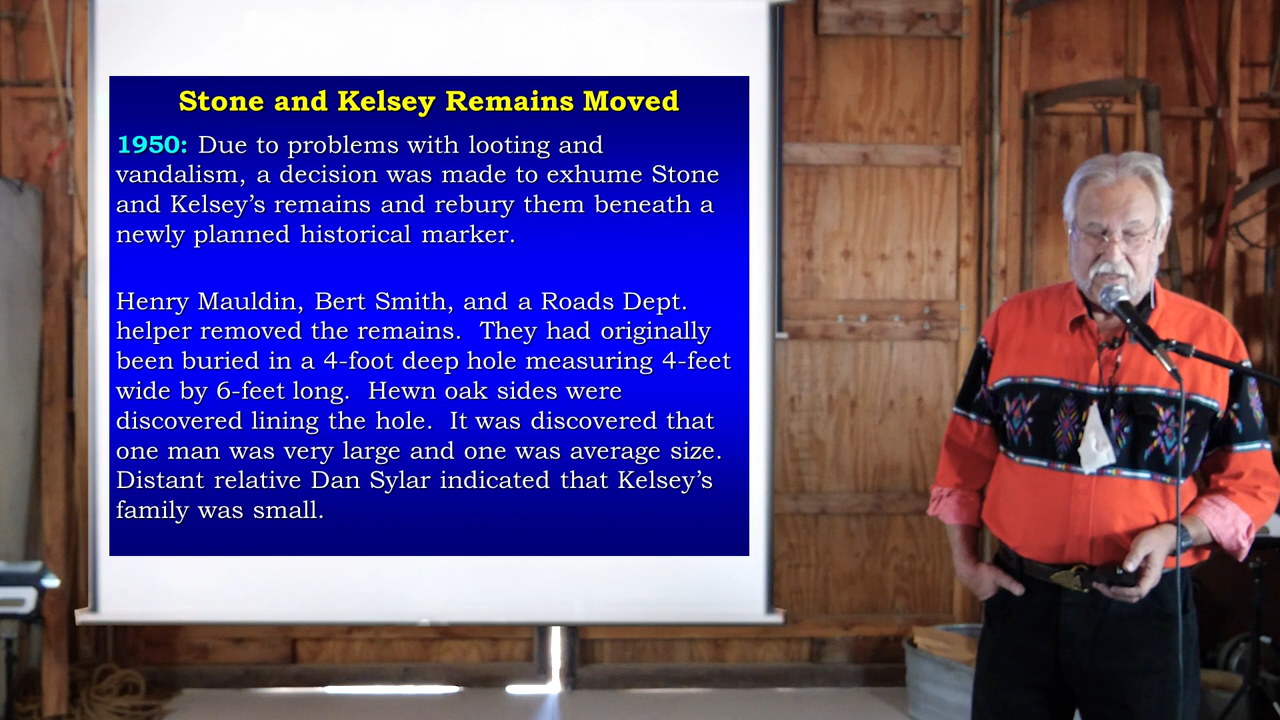 Stone and Kelsey Remains Moved
1950: Due to problems with looting and
vandalism, a decision was made to exhume Stone
and Kelsey's remains and rebury them beneath a
newly planned historical marker.
Henry Mauldin, Bert Smith, and a Roads Dept.
helper removed the remains.  They had originally
been buried in a 4-foot deep hole measuring 4-feet
wide by 6-feet long.  Hewn oak sides were
discovered lining the hole.  It was discovered that
one man was very large and one was average size.
Distant relative Dan Sylar indicated that Kelsey's
family was small.